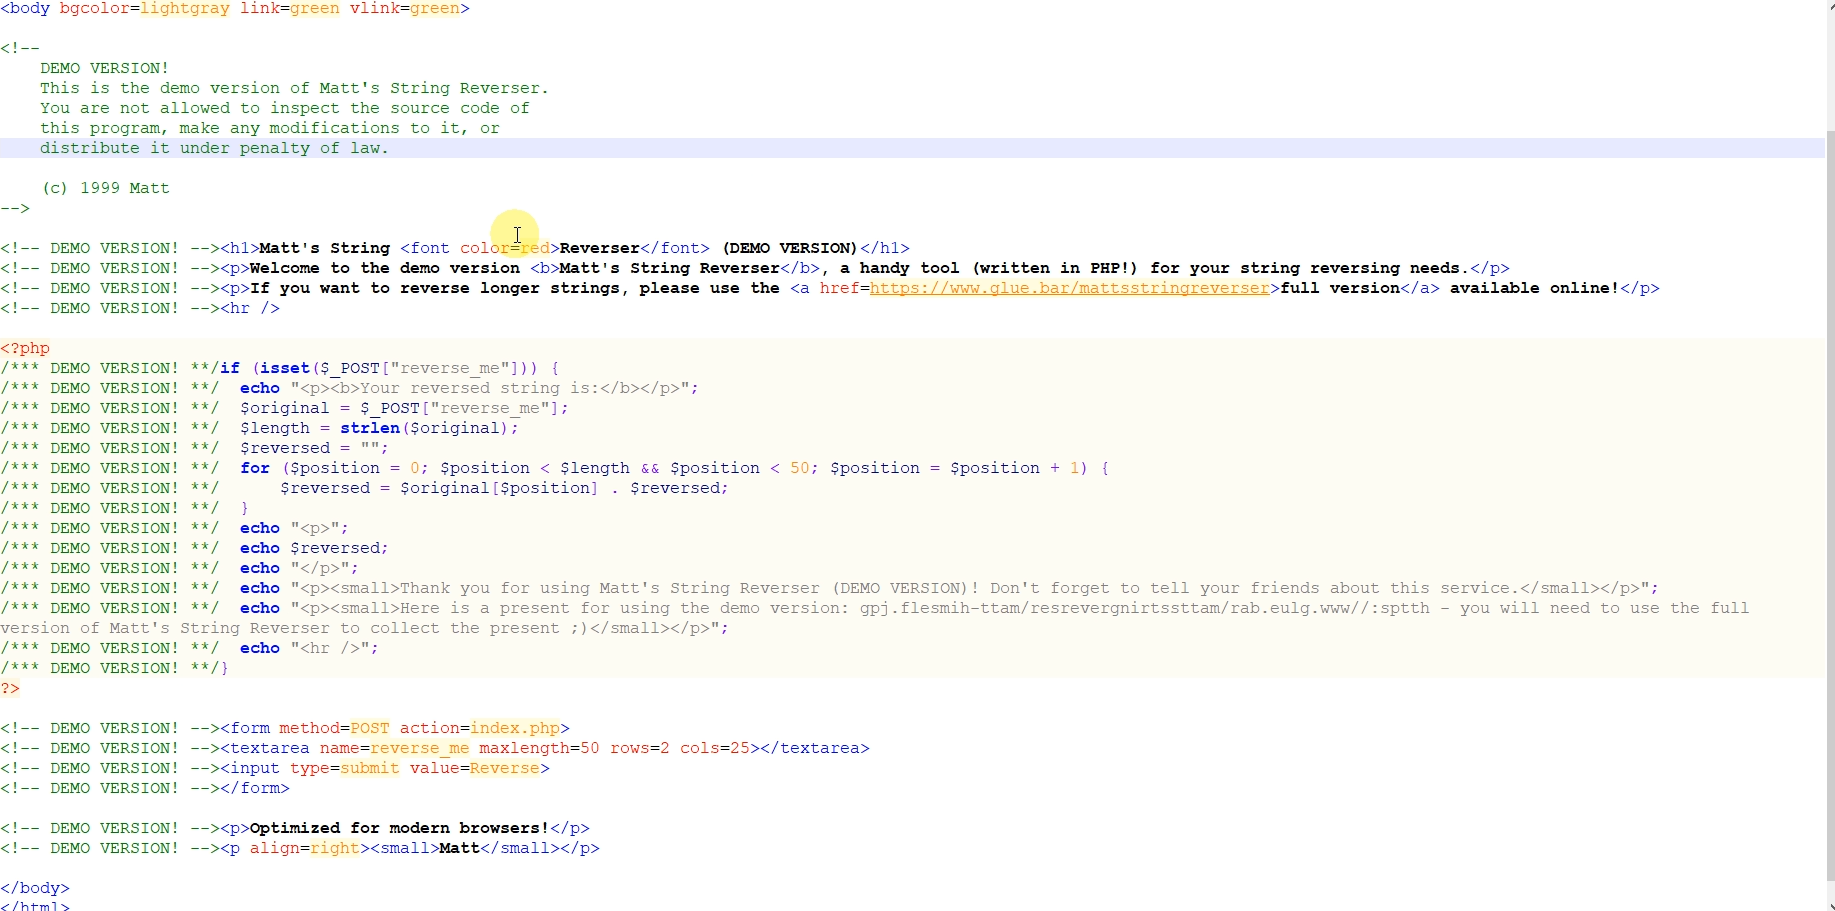 <body bgcolor=lightgray link=green vlink=green>
<!--
DEMO VERSION!
This is the demo version of Matt's String Reverser.
You are not allowed to inspect the source code of
this program, make any modifications to it, or
distribute it under penalty of law.
(c) 1999 Matt
-->
<!-- DEMO VERSION! --><h1>Matt's String <font color=red>Reverser</font> (DEMO VERSION)</h1>
<!-- DEMO VERSION! --><p>Welcome to the demo version <b>Matt's String Reverser</b>, a handy tool (written in PHP!) for your string reversing needs.</p>
<!-- DEMO VERSION! --><p>If you want to reverse longer strings, please use the <a href=https://www.glue.bar/mattsstringreverser>full version</a> available online!</p>
<!-- DEMO VERSION! --><hr />
<?php
/*** DEMO VERSION! **/if (isset($_POST["reverse_me"])) {
/*** DEMO VERSION! **/  echo "<p><b>Your reversed string is:</b></p>";
/*** DEMO VERSION! **/  $original = $_POST["reverse_me"];
/*** DEMO VERSION! **/  $length = strlen($original);
/*** DEMO VERSION! **/  $reversed = "";
/*** DEMO VERSION! **/  for ($position = 0; $position < $length && $position < 50; $position = $position + 1) {
/*** DEMO VERSION! **/      $reversed = $original[$position] . $reversed;
/*** DEMO VERSION! **/  }
/*** DEMO VERSION! **/  echo "<p>";
/*** DEMO VERSION! **/  echo $reversed;
/*** DEMO VERSION! **/  echo "</p>";
/*** DEMO VERSION! **/  echo "<p><small>Thank you for using Matt's String Reverser (DEMO VERSION)! Don't forget to tell your friends about this service.</small></p>";
/*** DEMO VERSION! **/  echo "<p><small>Here is a present for using the demo version: gpj.flesmih-ttam/resrevergnirtssttam/rab.eulg.www//:sptth - you will need to use the full
version of Matt's String Reverser to collect the present ;)</small></p>";
/*** DEMO VERSION! **/  echo "<hr />";
/*** DEMO VERSION! **/}
?>
<!-- DEMO VERSION! --><form method=POST action=index.php>
<!-- DEMO VERSION! --><textarea name=reverse_me maxlength=50 rows=2 cols=25></textarea>
<!-- DEMO VERSION! --><input type=submit value=Reverse>
<!-- DEMO VERSION! --></form>
<!-- DEMO VERSION! --><p>Optimized for modern browsers!</p>
<!-- DEMO VERSION! --><p align=right><small>Matt</small></p>
</body>
</html>